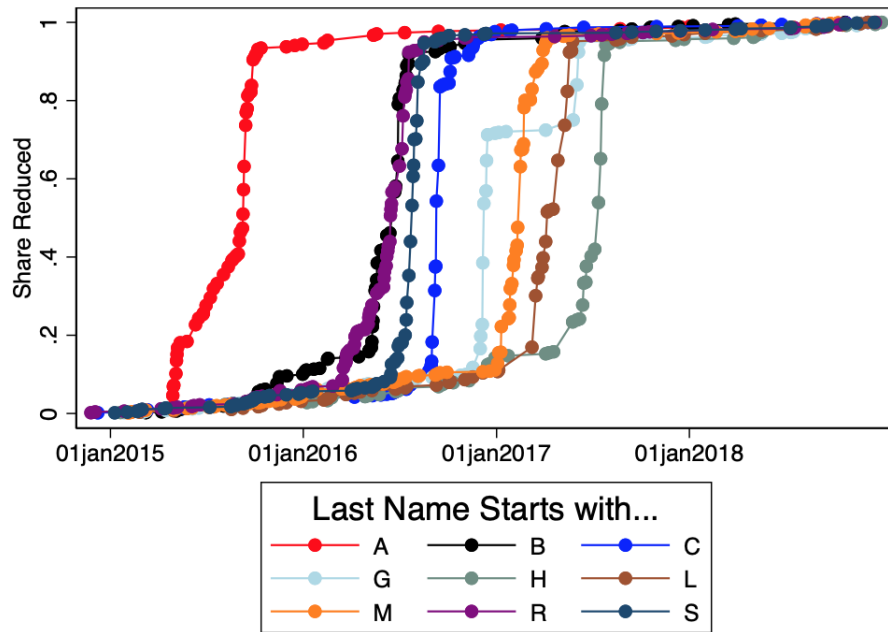 1
.8
.6
.4
.2
0
Share Reduced
01jan2015 01jan2016 01jan2017 01jan2018
Last Name Starts with...
A B C
G H L
M R S